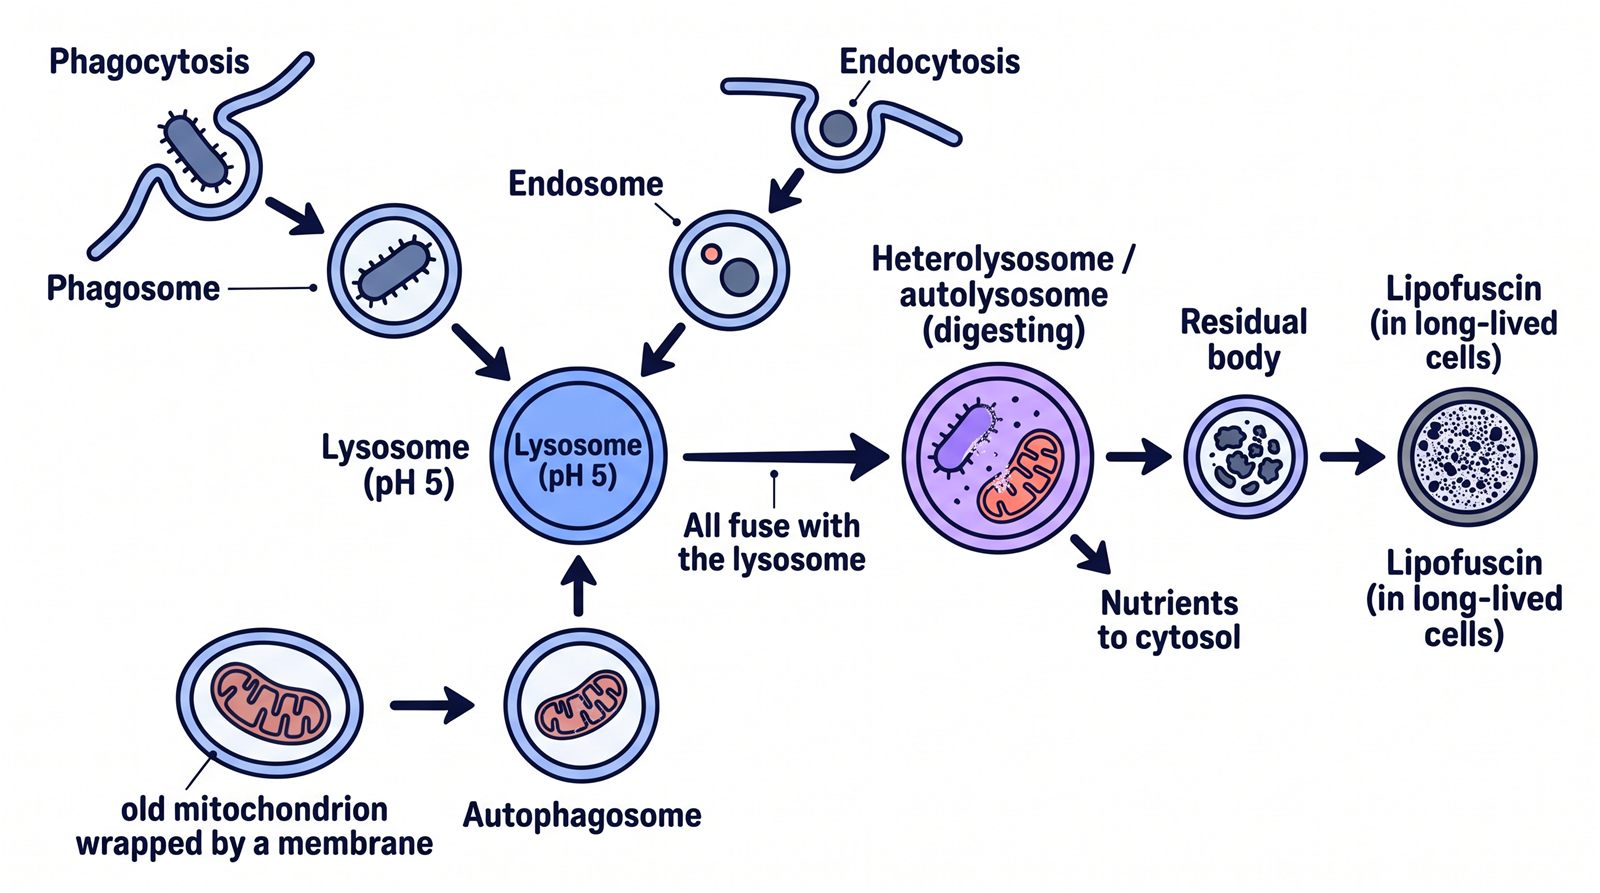 Phagocytosis
Endocytosis
Endosome
Phagosome
Heterolysosome /
autolysosome
(digesting)
Residual
body
Lipofuscin
(in long-lived
cells)
Lysosome
(pH 5)
Lysosome
(pH 5)
All fuse with
the lysosome
Nutrients
to cytosol
Lipofuscin
(in long-lived
cells)
old mitochondrion
wrapped by a membrane
Autophagosome